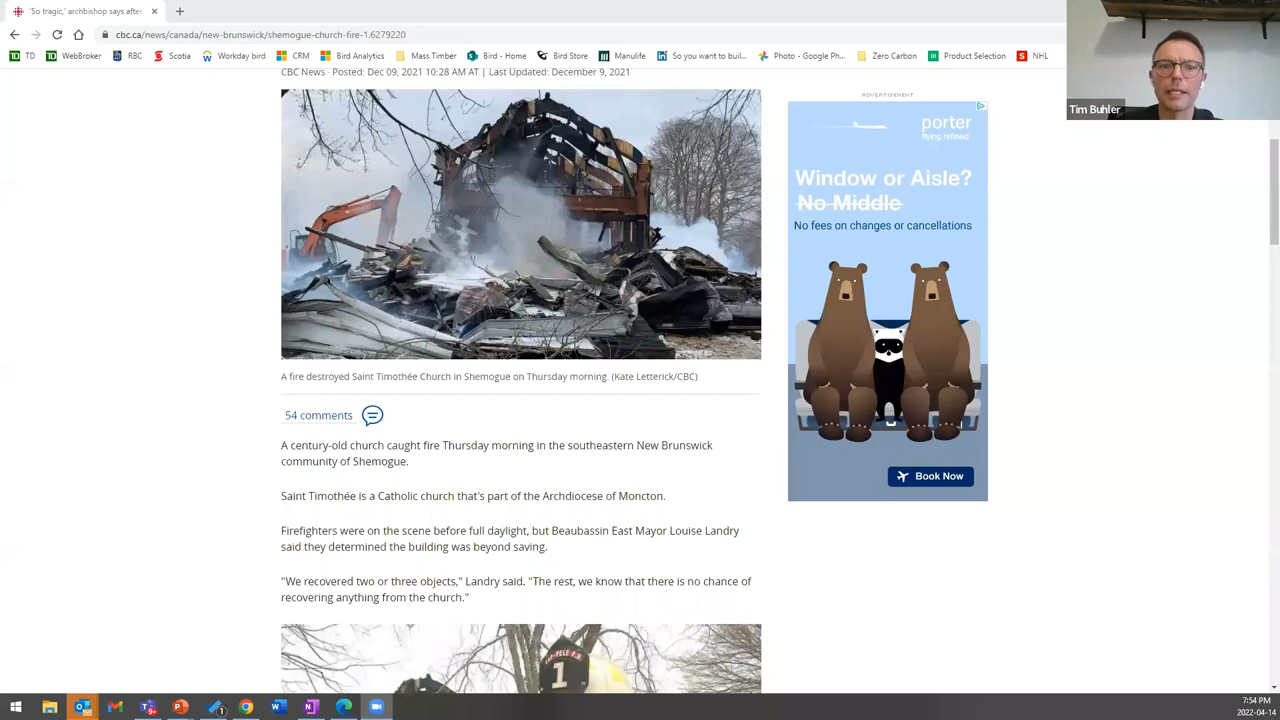 'So tragic,' archbishop says after
cbc.ca/news/canada/new-brunswick/shemogue-church-fire-1.6279220
TD WebBroker RBC Scotia Workday bird CRM Bird Analytics Mass Timber Bird - Home Bird Store Manulife So you want to buil... Photo - Google Ph... Zero Carbon Product Selection NHL
Tim Buhler
CBC News · Posted: Dec 09, 2021 10:28 AM AT | Last Updated: December 9, 2021
A fire destroyed Saint Timothée Church in Shemogue on Thursday morning. (Kate Letterick/CBC)
54 comments
A century-old church caught fire Thursday morning in the southeastern New Brunswick
community of Shemogue.
Saint Timothée is a Catholic church that's part of the Archdiocese of Moncton.
Firefighters were on the scene before full daylight, but Beaubassin East Mayor Louise Landry
said they determined the building was beyond saving.
"We recovered two or three objects," Landry said. "The rest, we know that there is no chance of
recovering anything from the church."
1
ADVERTISEMENT
porter
flying refined
Window or Aisle?
No Middle
No fees on changes or cancellations
Book Now
7:54 PM
2022-04-14